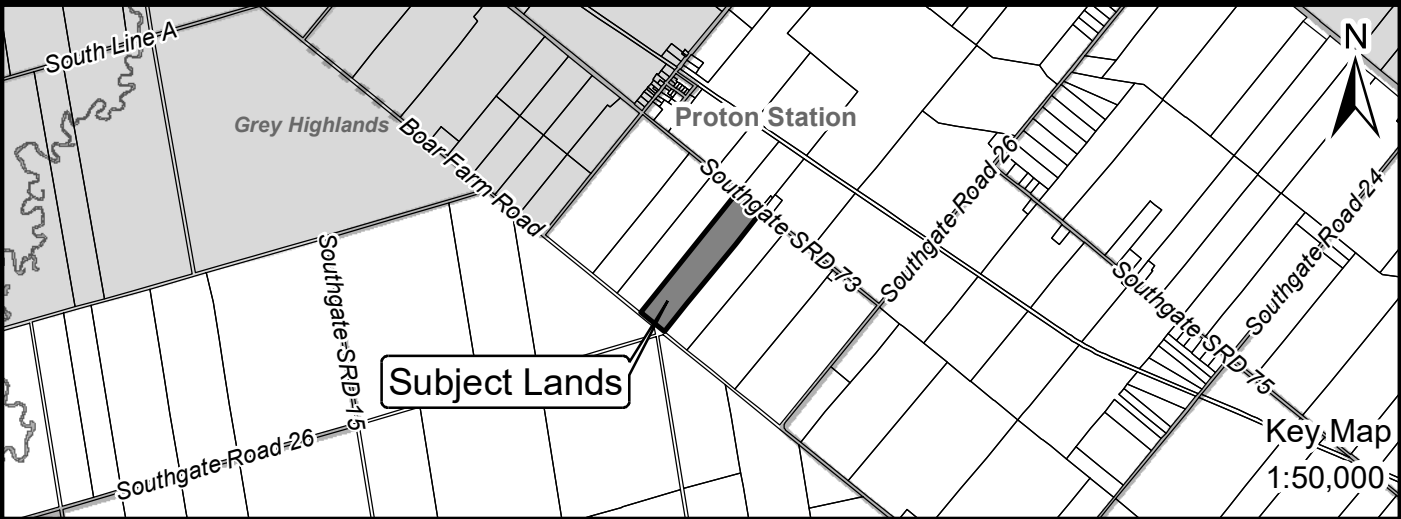 South Line A
N
Grey Highlands
Boar Farm Road
Proton Station
Southgate SRD 73
Southgate Road 26
Southgate Road 24
Southgate SRD 15
Southgate SRD 75
Subject Lands
Southgate Road 26
Key Map
1:50,000